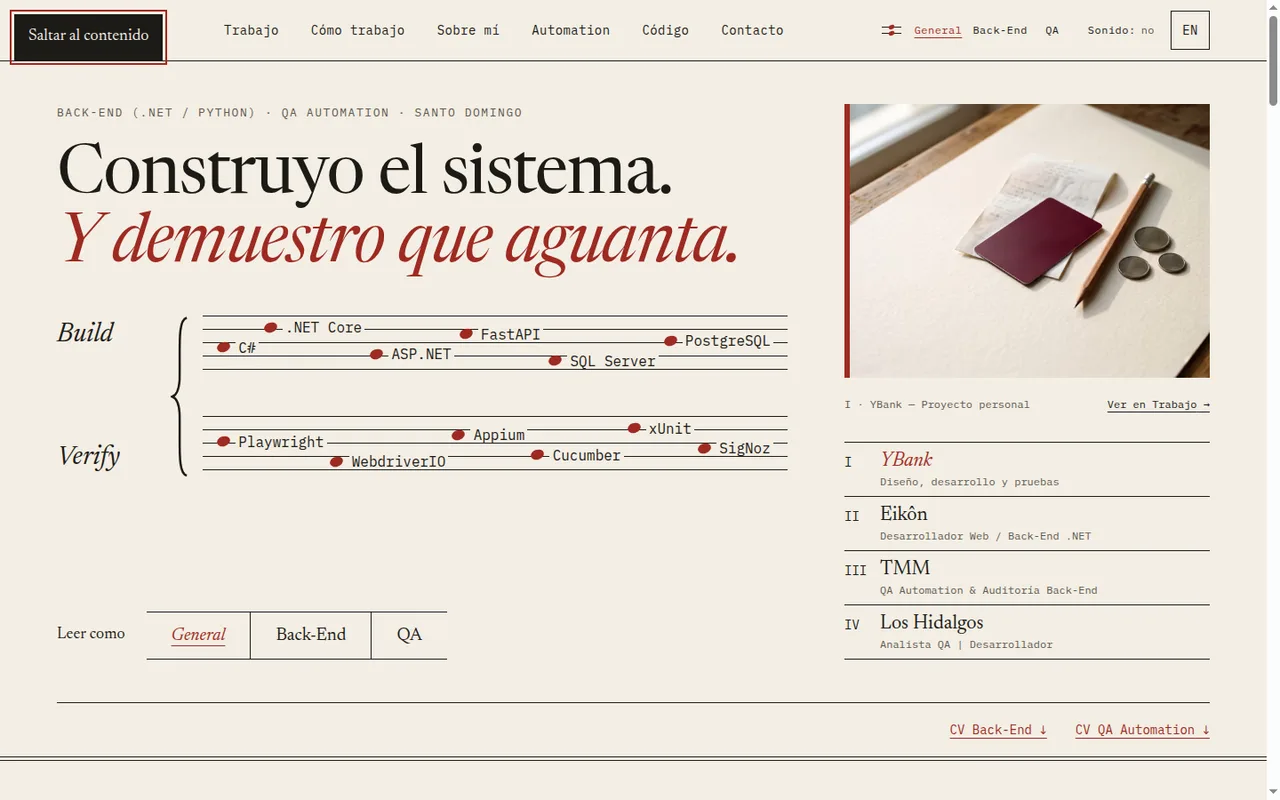 Saltar al contenido
Trabajo Cómo trabajo Sobre mí Automation Código Contacto
General Back-End QA Sonido: no EN
BACK-END (.NET / PYTHON) · QA AUTOMATION · SANTO DOMINGO
Construyo el sistema.
Y demuestro que aguanta.
Build
.NET Core FastAPI PostgreSQL
C# ASP.NET SQL Server
Verify
Playwright Appium xUnit SigNoz
WebdriverIO Cucumber
Leer como General Back-End QA
I · YBank — Proyecto personal Ver en Trabajo →
I YBank
Diseño, desarrollo y pruebas
II Eikôn
Desarrollador Web / Back-End .NET
III TMM
QA Automation & Auditoría Back-End
IV Los Hidalgos
Analista QA | Desarrollador
CV Back-End ↓ CV QA Automation ↓